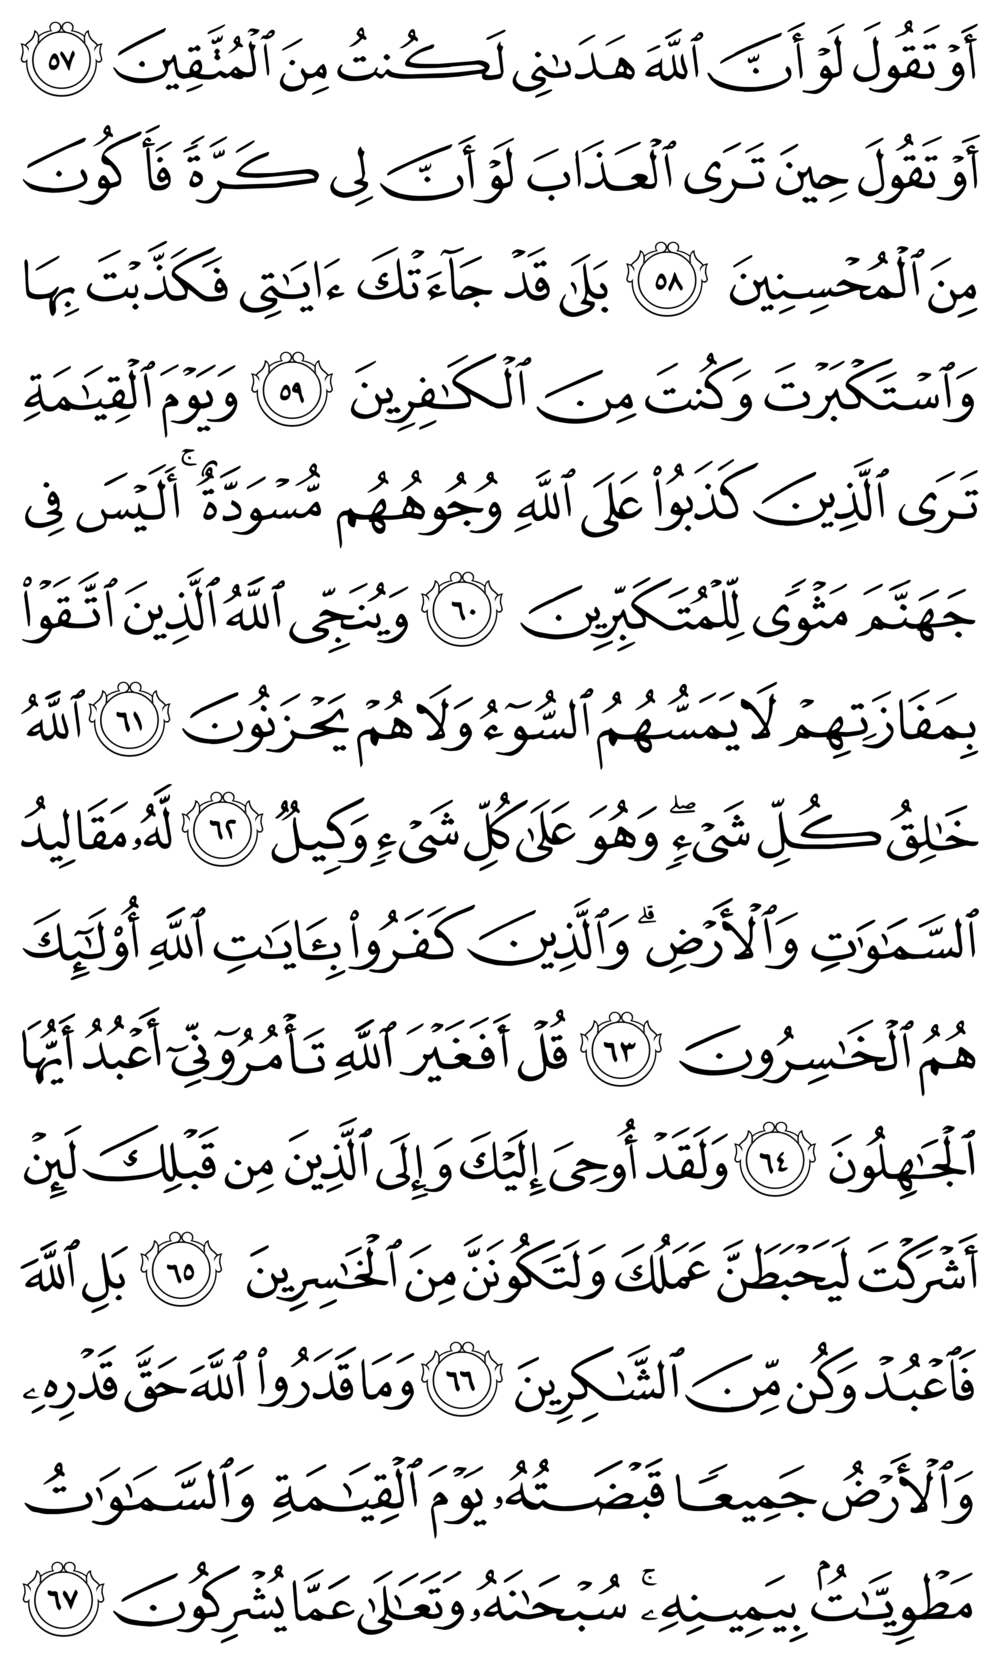 أَوۡ تَقُولَ لَوۡ أَنَّ ٱللَّهَ هَدَىٰنِي لَكُنتُ مِنَ ٱلۡمُتَّقِينَ ٥٧
أَوۡ تَقُولَ حِينَ تَرَى ٱلۡعَذَابَ لَوۡ أَنَّ لِي كَرَّةٗ فَأَكُونَ
مِنَ ٱلۡمُحۡسِنِينَ ٥٨ بَلَىٰ قَدۡ جَآءَتۡكَ ءَايَٰتِي فَكَذَّبۡتَ بِهَا
وَٱسۡتَكۡبَرۡتَ وَكُنتَ مِنَ ٱلۡكَٰفِرِينَ ٥٩ وَيَوۡمَ ٱلۡقِيَٰمَةِ
تَرَى ٱلَّذِينَ كَذَبُواْ عَلَى ٱللَّهِ وُجُوهُهُم مُّسۡوَدَّةٌۚ أَلَيۡسَ فِي
جَهَنَّمَ مَثۡوٗى لِّلۡمُتَكَبِّرِينَ ٦٠ وَيُنَجِّي ٱللَّهُ ٱلَّذِينَ ٱتَّقَوۡاْ
بِمَفَازَتِهِمۡ لَا يَمَسُّهُمُ ٱلسُّوٓءُ وَلَا هُمۡ يَحۡزَنُونَ ٦١ ٱللَّهُ
خَٰلِقُ كُلِّ شَيۡءٖۖ وَهُوَ عَلَىٰ كُلِّ شَيۡءٖ وَكِيلٞ ٦٢ لَّهُۥ مَقَالِيدُ
ٱلسَّمَٰوَٰتِ وَٱلۡأَرۡضِۗ وَٱلَّذِينَ كَفَرُواْ بِـَٔايَٰتِ ٱللَّهِ أُوْلَٰٓئِكَ
هُمُ ٱلۡخَٰسِرُونَ ٦٣ قُلۡ أَفَغَيۡرَ ٱللَّهِ تَأۡمُرُوٓنِّيٓ أَعۡبُدُ أَيُّهَا
ٱلۡجَٰهِلُونَ ٦٤ وَلَقَدۡ أُوحِيَ إِلَيۡكَ وَإِلَى ٱلَّذِينَ مِن قَبۡلِكَ لَئِنۡ
أَشۡرَكۡتَ لَيَحۡبَطَنَّ عَمَلُكَ وَلَتَكُونَنَّ مِنَ ٱلۡخَٰسِرِينَ ٦٥ بَلِ ٱللَّهَ
فَٱعۡبُدۡ وَكُن مِّنَ ٱلشَّٰكِرِينَ ٦٦ وَمَا قَدَرُواْ ٱللَّهَ حَقَّ قَدۡرِهِۦ
وَٱلۡأَرۡضُ جَمِيعٗا قَبۡضَتُهُۥ يَوۡمَ ٱلۡقِيَٰمَةِ وَٱلسَّمَٰوَٰتُ
مَطۡوِيَّٰتُۢ بِيَمِينِهِۦۚ سُبۡحَٰنَهُۥ وَتَعَٰلَىٰ عَمَّا يُشۡرِكُونَ ٦٧